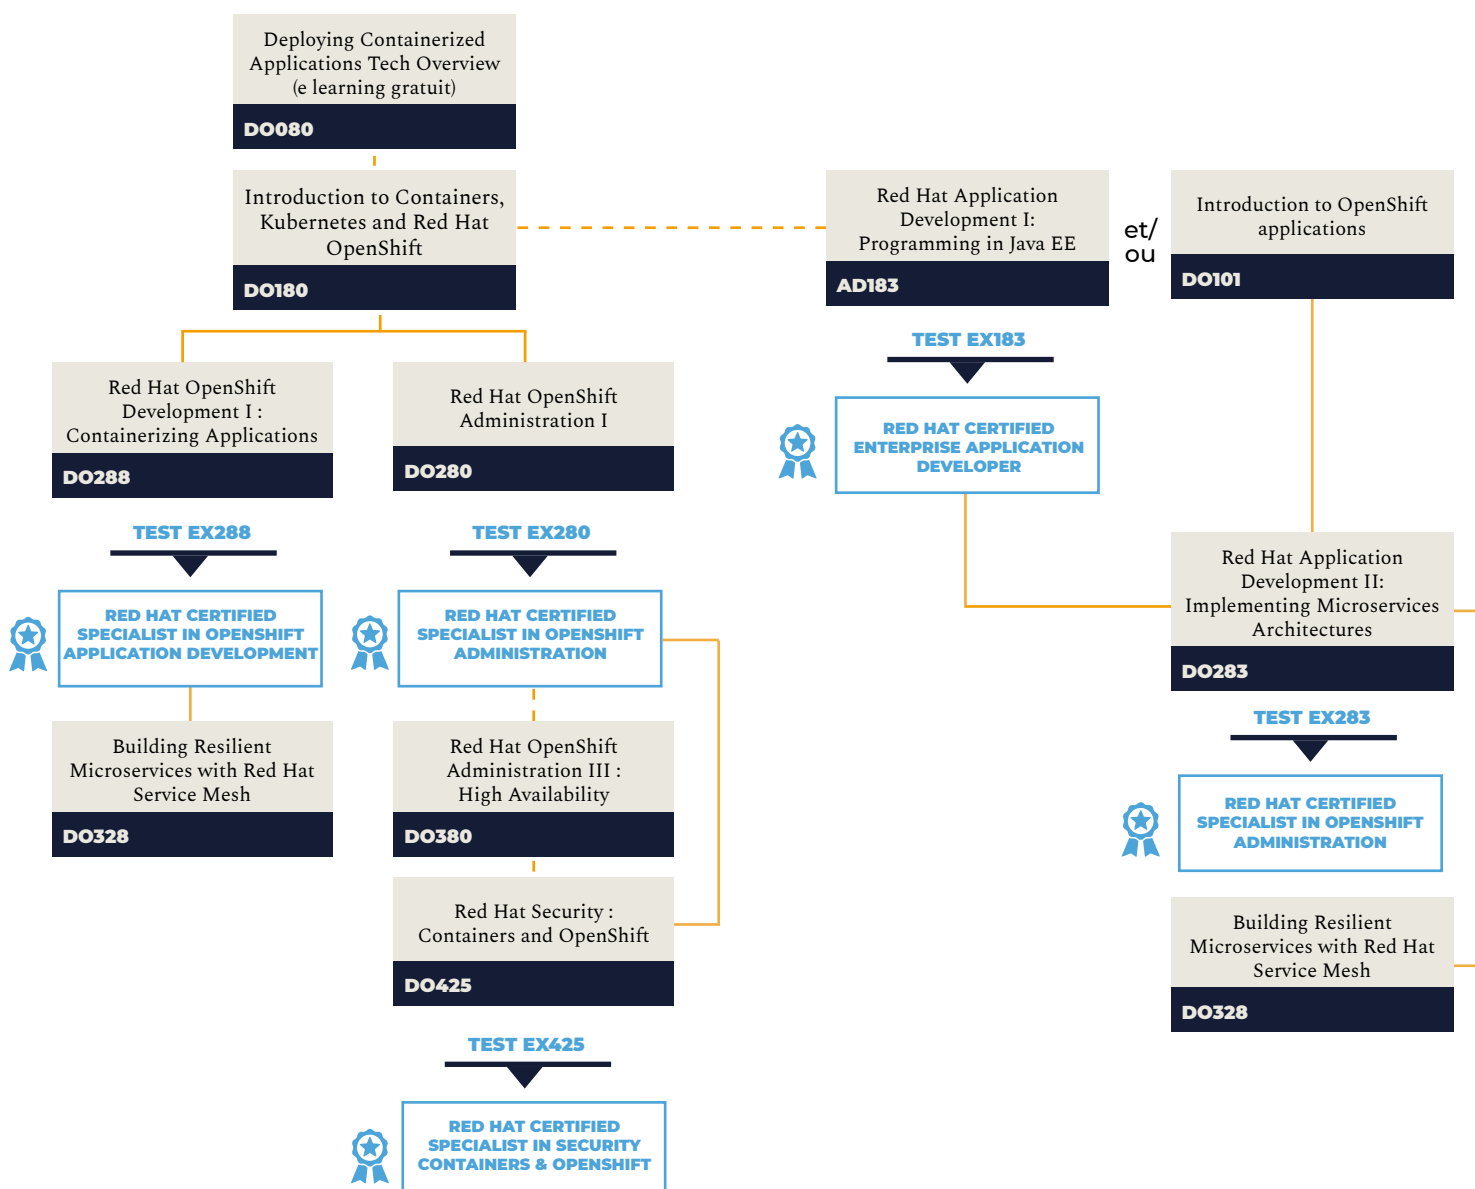 Deploying Containerized
Applications Tech Overview
(e learning gratuit)
DO080
Introduction to Containers,
Kubernetes and Red Hat
OpenShift
DO180
Red Hat Application
Development I:
Programming in Java EE
AD183
et/
ou
Introduction to OpenShift
applications
DO101
TEST EX183
RED HAT CERTIFIED
ENTERPRISE APPLICATION
DEVELOPER
Red Hat OpenShift
Development I :
Containerizing Applications
DO288
Red Hat OpenShift
Administration I
DO280
TEST EX288
RED HAT CERTIFIED
SPECIALIST IN OPENSHIFT
APPLICATION DEVELOPMENT
TEST EX280
RED HAT CERTIFIED
SPECIALIST IN OPENSHIFT
ADMINISTRATION
Red Hat Application
Development II:
Implementing Microservices
Architectures
DO283
TEST EX283
RED HAT CERTIFIED
SPECIALIST IN OPENSHIFT
ADMINISTRATION
Building Resilient
Microservices with Red Hat
Service Mesh
DO328
Red Hat OpenShift
Administration III :
High Availability
DO380
Red Hat Security :
Containers and OpenShift
DO425
Building Resilient
Microservices with Red Hat
Service Mesh
DO328
TEST EX425
RED HAT CERTIFIED
SPECIALIST IN SECURITY
CONTAINERS & OPENSHIFT